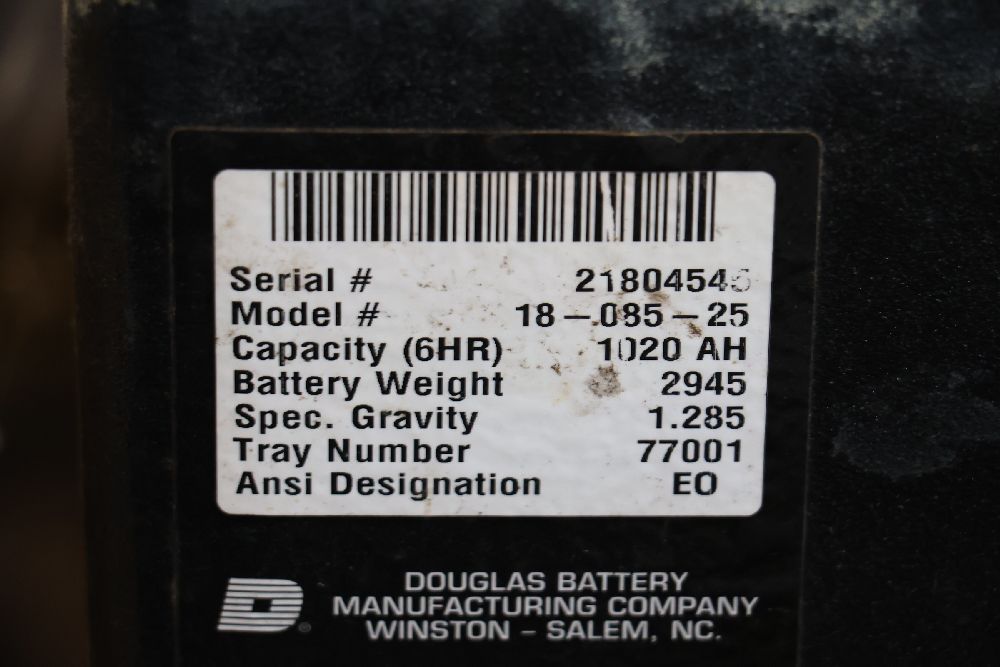 Serial #
Model # 18-085-25
Capacity (6HR) 1020 AH
Battery Weight 2945
Spec. Gravity 1.285
Tray Number 77001
Ansi Designation EO
DOUGLAS BATTERY
MANUFACTURING COMPANY
WINSTON - SALEM, NC.